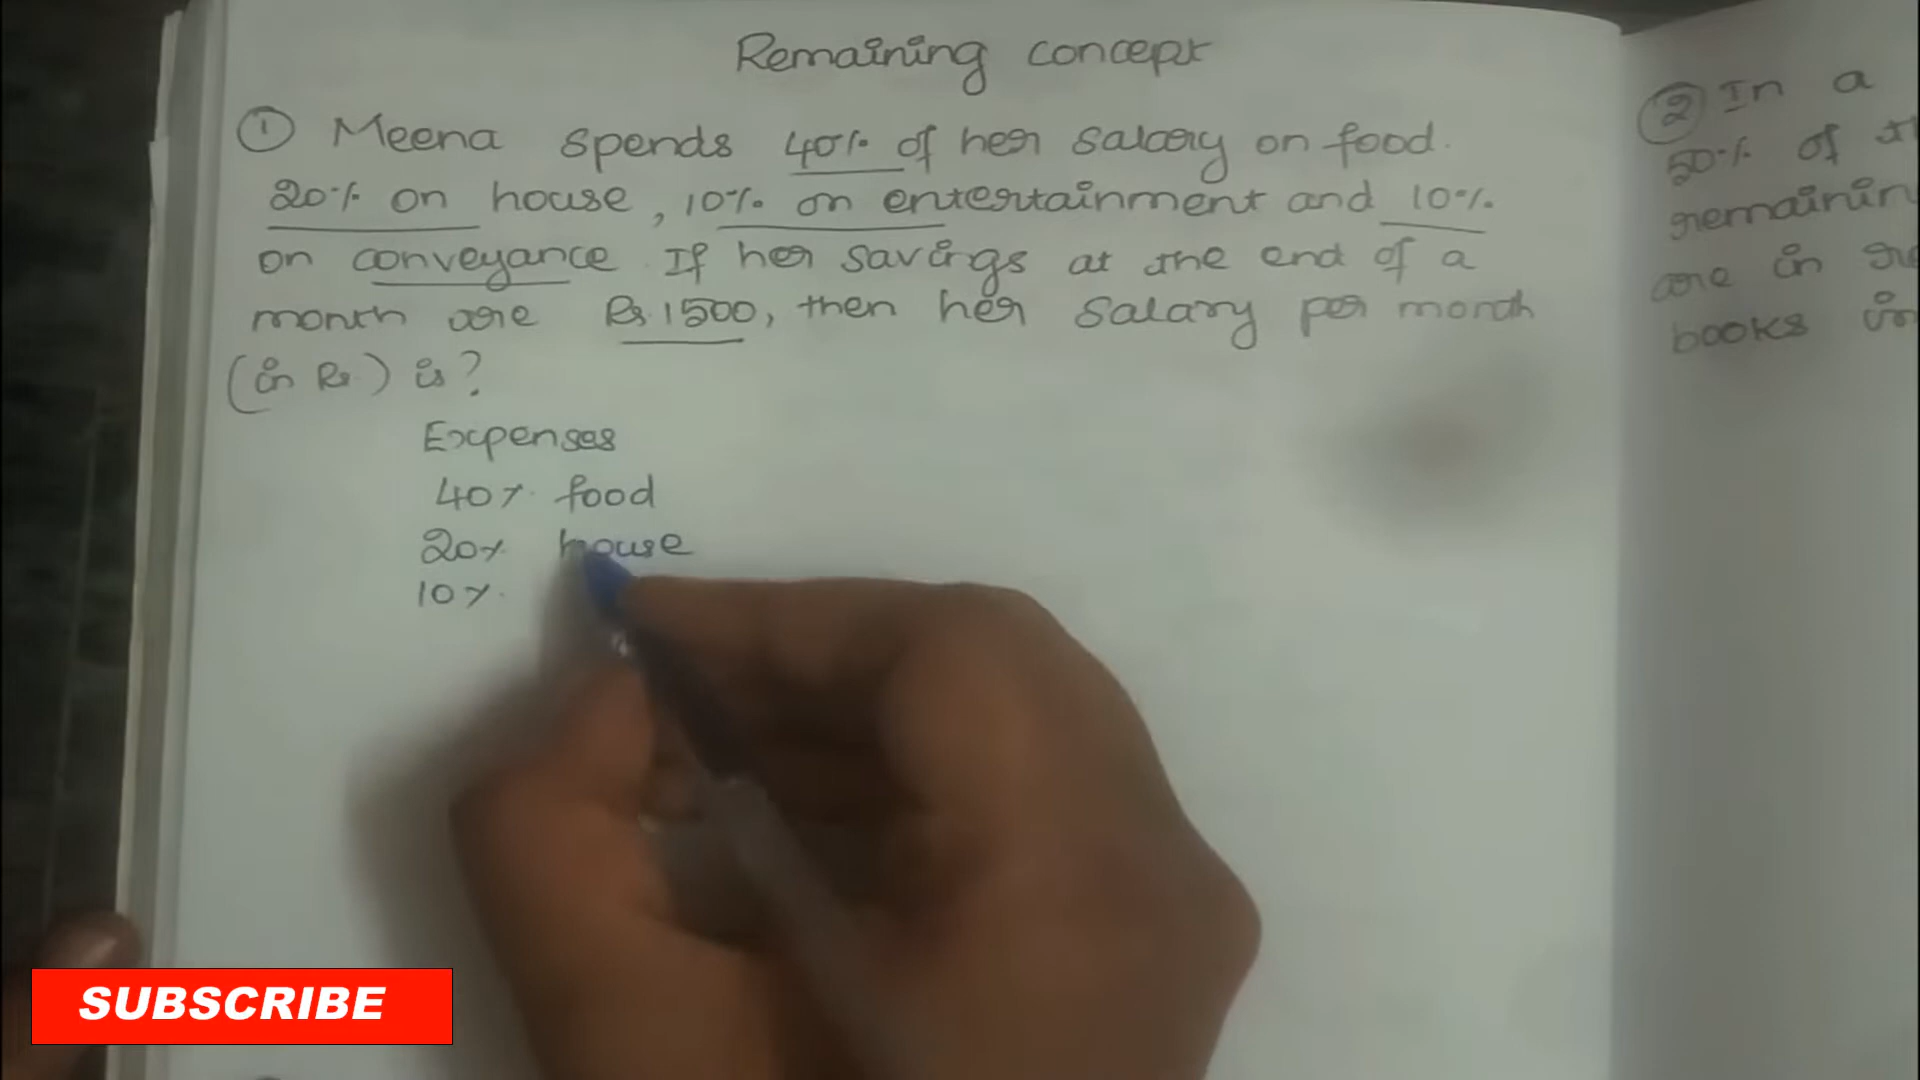 Remaining concept
① Meena spends 40% of her salary on food.
20% on house, 10% on entertainment and 10%
on conveyance If her savings at the end of a
month are Rs.1500, then her salary per month
(in Rs) is?
Expenses
40% food
20% house
10%
② In a
50% of
remainin
are in
books in
SUBSCRIBE